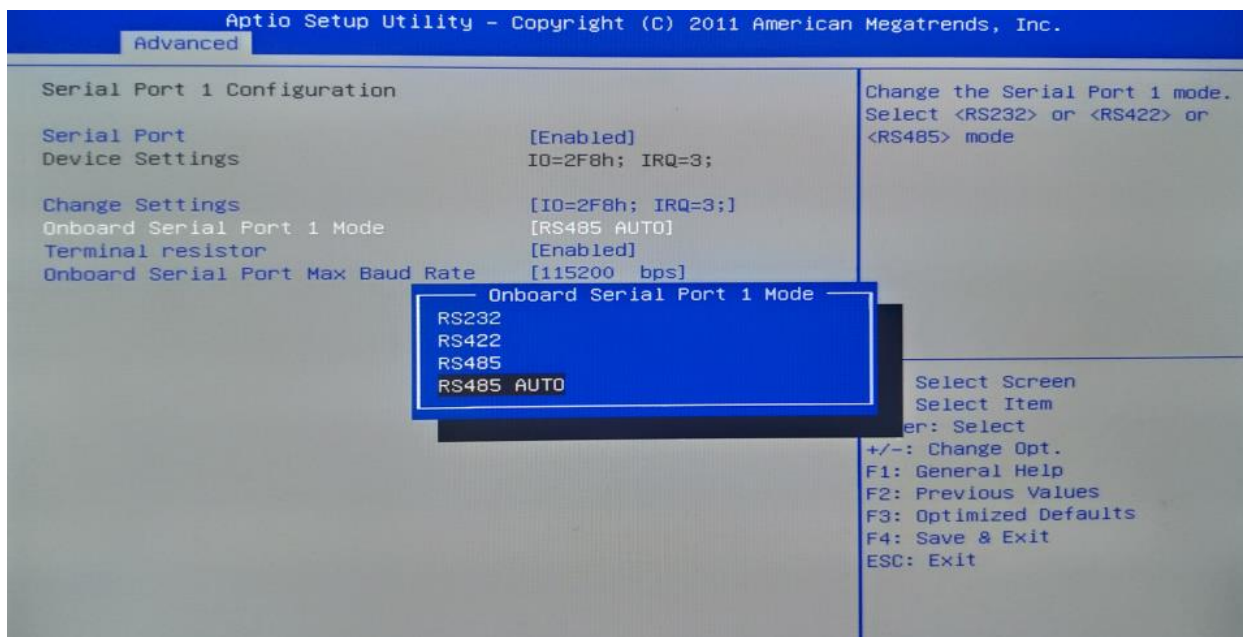 Aptio Setup Utility – Copyright (C) 2011 American Megatrends, Inc.
Advanced
Serial Port 1 Configuration
Serial Port [Enabled]
Device Settings IO=2F8h; IRQ=3;
Change Settings [IO=2F8h; IRQ=3;]
Onboard Serial Port 1 Mode [RS485 AUTO]
Terminal resistor [Enabled]
Onboard Serial Port Max Baud Rate [115200 bps]
Onboard Serial Port 1 Mode
RS232
RS422
RS485
RS485 AUTO
Change the Serial Port 1 mode.
Select <RS232> or <RS422> or
<RS485> mode
Select Screen
Select Item
er: Select
+/-: Change Opt.
F1: General Help
F2: Previous Values
F3: Optimized Defaults
F4: Save & Exit
ESC: Exit